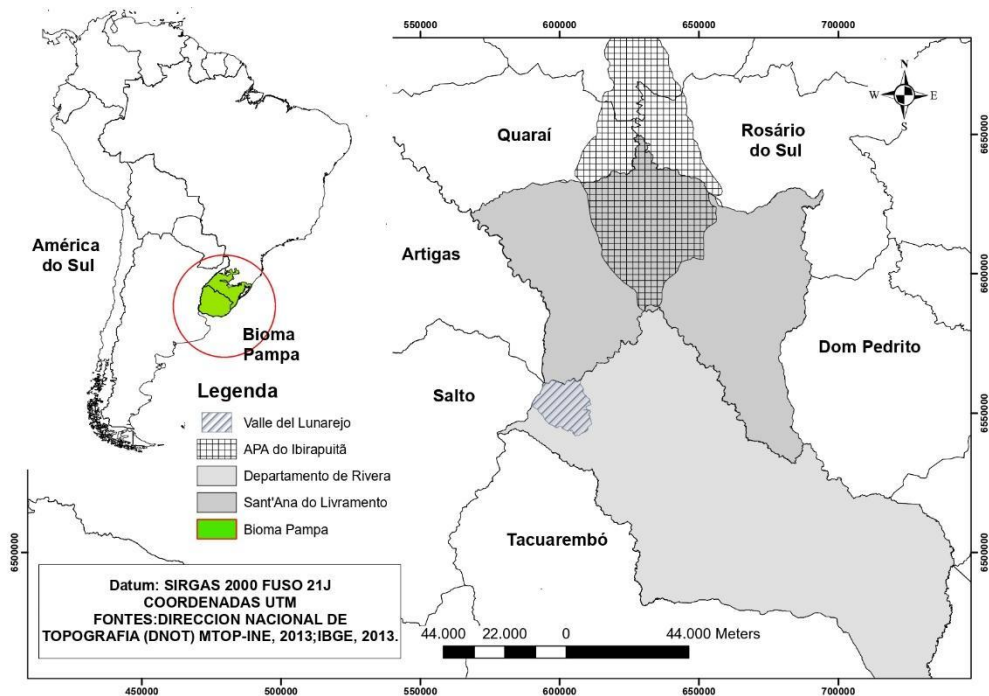 550000
600000
650000
700000
América
do Sul
Bioma
Pampa
Legenda
Valle del Lunarejo
APA do Ibirapuitã
Departamento de Rivera
Sant'Ana do Livramento
Bioma Pampa
Datum: SIRGAS 2000 FUSO 21J
COORDENADAS UTM
FONTES:DIRECCION NACIONAL DE
TOPOGRAFIA (DNOT) MTOP-INE, 2013;IBGE, 2013.
Quaraí
Rosário
do Sul
N
W
E
S
Artigas
Salto
Dom Pedrito
Tacuarembó
44.000 22.000 0 44.000 Meters
6650000
6600000
6550000
6500000
6500000
450000
500000
550000
600000
650000
700000